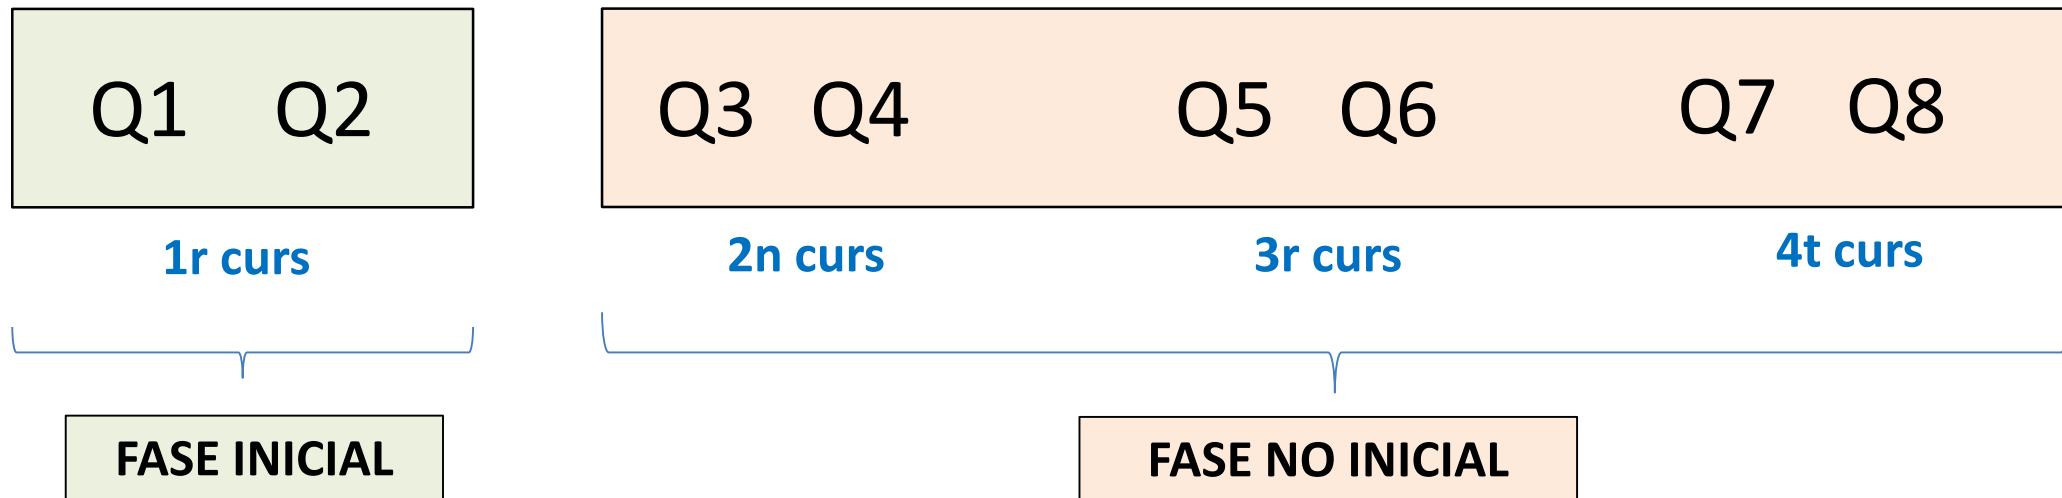 Q1 Q2 Q3 Q4 Q5 Q6 Q7 Q8
1r curs 2n curs 3r curs 4t curs
FASE INICIAL FASE NO INICIAL